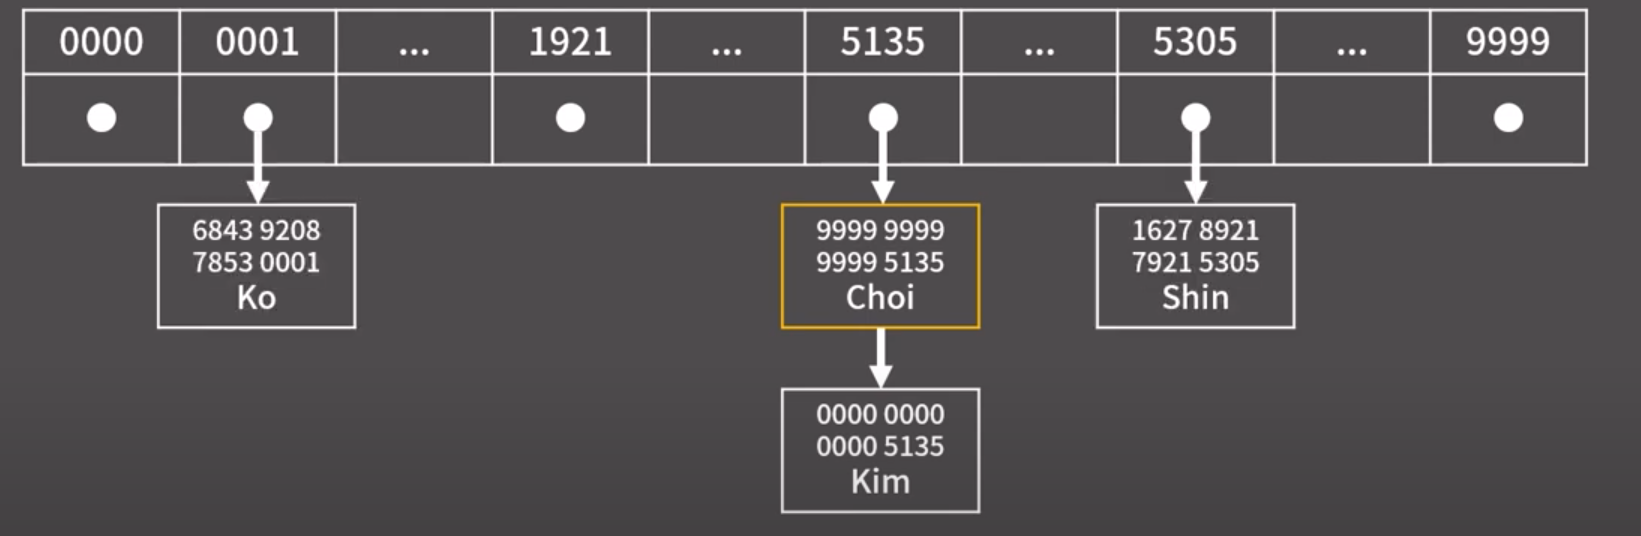 0000 0001 ... 1921 ... 5135 ... 5305 ... 9999
6843 9208
7853 0001
Ko
9999 9999
9999 5135
Choi
1627 8921
7921 5305
Shin
0000 0000
0000 5135
Kim